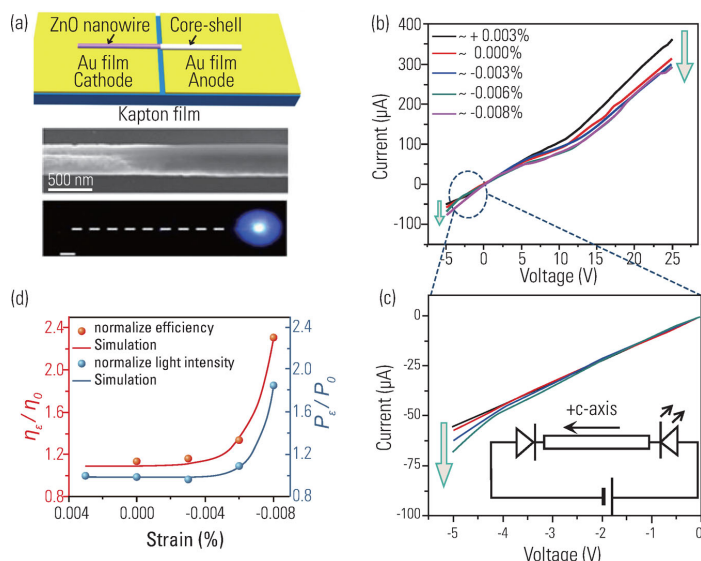 (a)
ZnO nanowire
Core-shell
Au film
Cathode
Au film
Anode
Kapton film
500 nm
(b)
~ + 0.003%
~ 0.000%
~ -0.003%
~ -0.006%
~ -0.008%
400
350
300
200
100
0
-50
-100
Current (μA)
5
0
5
10
15
20
25
Voltage (V)
(c)
0
-25
-50
-75
-100
Current (μA)
+c-axis
-5
-4
-3
-2
-1
0
Voltage (V)
(d)
normalize efficiency
Simulation
normalize light intensity
Simulation
2.4
2.0
1.6
1.2
0.8
ηε/η0
2.4
2.0
1.6
1.2
0.8
Pε/P0
0.004
0.000
-0.004
-0.008
Strain (%)